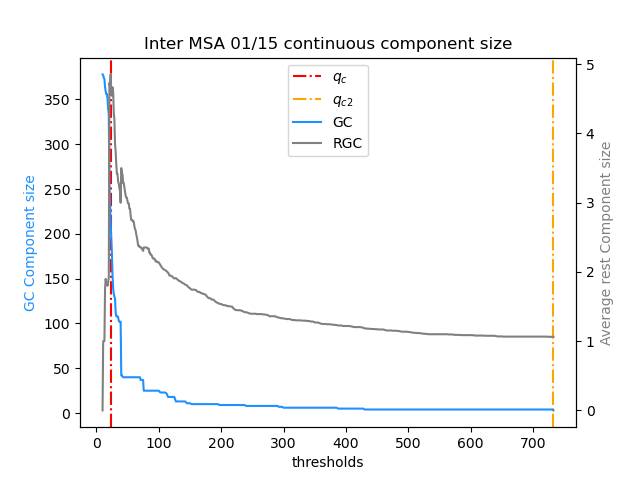 Inter MSA 01/15 continuous component size
q_c
q_c2
GC
RGC
GC Component size
350
300
250
200
150
100
50
0
5
4
3
2
1
0
Average rest Component size
0 100 200 300 400 500 600 700
thresholds